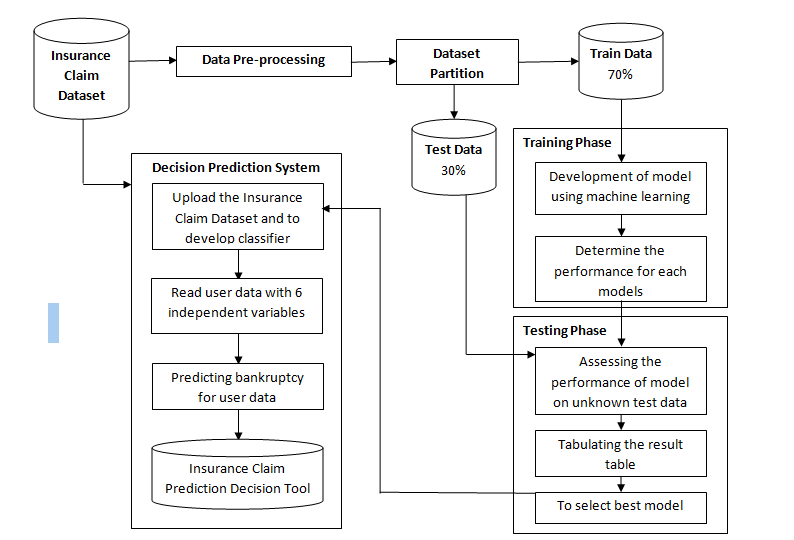 Insurance
Claim
Dataset
Data Pre-processing
Dataset
Partition
Train Data
70%
Test Data
30%
Training Phase
Development of model
using machine learning
Determine the
performance for each
models
Testing Phase
Assessing the
performance of model
on unknown test data
Tabulating the result
table
To select best model
Decision Prediction System
Upload the Insurance
Claim Dataset and to
develop classifier
Read user data with 6
independent variables
Predicting bankruptcy
for user data
Insurance Claim
Prediction Decision Tool